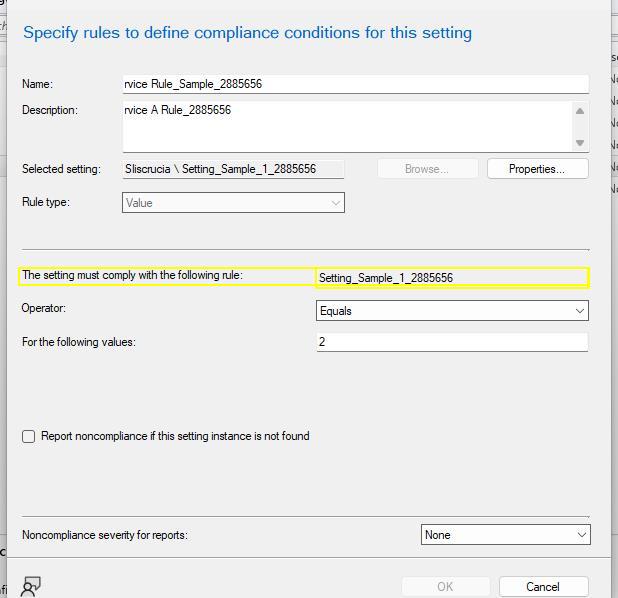 Specify rules to define compliance conditions for this setting
Name: rvice Rule_Sample_2885656
Description: rvice A Rule_2885656
Selected setting: Sliscrucia \ Setting_Sample_1_2885656 Browse... Properties...
Rule type: Value
The setting must comply with the following rule: Setting_Sample_1_2885656
Operator: Equals
For the following values: 2
Report noncompliance if this setting instance is not found
Noncompliance severity for reports: None
OK Cancel